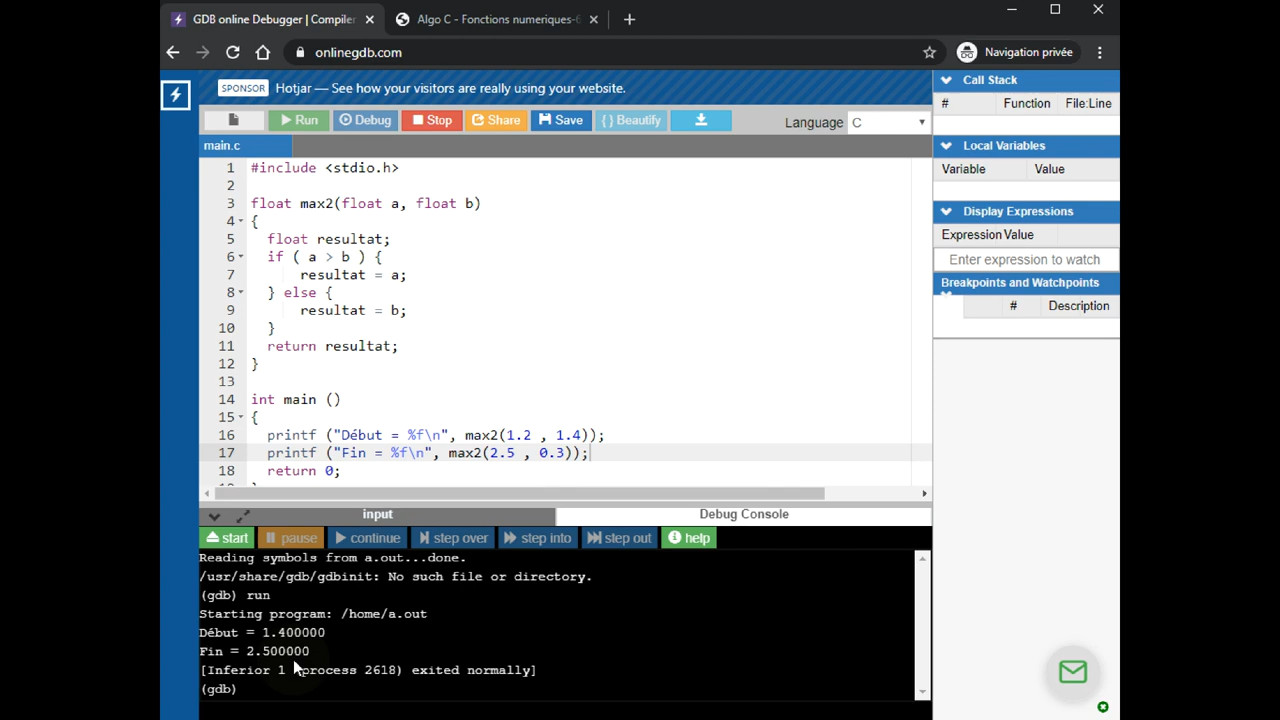 GDB online Debugger | Compiler
Algo C - Fonctions numeriques-6
onlinegdb.com
Navigation privée
SPONSOR Hotjar — See how your visitors are really using your website.
Run
Debug
Stop
Share
Save
{ } Beautify
Language C
main.c
1 #include <stdio.h>
2
3 float max2(float a, float b)
4 {
5 float resultat;
6 if ( a > b ) {
7 resultat = a;
8 } else {
9 resultat = b;
10 }
11 return resultat;
12 }
13
14 int main ()
15 {
16 printf ("Début = %f\n", max2(1.2 , 1.4));
17 printf ("Fin = %f\n", max2(2.5 , 0.3));
18 return 0;
input
Debug Console
start
pause
continue
step over
step into
step out
help
Reading symbols from a.out...done.
/usr/share/gdb/gdbinit: No such file or directory.
(gdb) run
Starting program: /home/a.out
Début = 1.400000
Fin = 2.500000
[Inferior 1 (process 2618) exited normally]
(gdb)
Call Stack
# Function File:Line
Local Variables
Variable Value
Display Expressions
Expression Value
Enter expression to watch
Breakpoints and Watchpoints
# Description